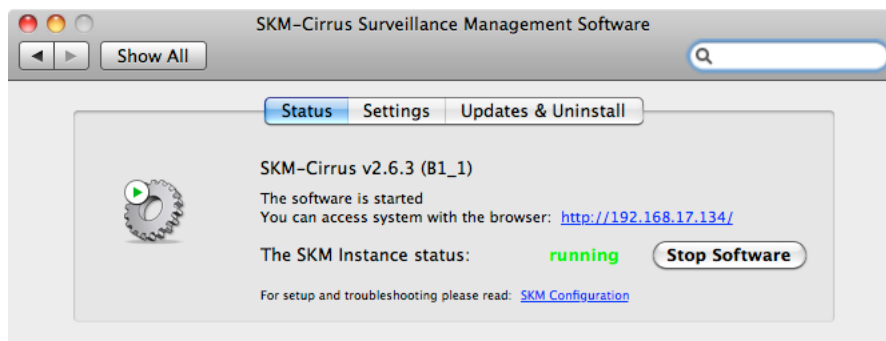 SKM-Cirrus Surveillance Management Software
Show All
Status Settings Updates & Uninstall
SKM-Cirrus v2.6.3 (B1_1)
The software is started
You can access system with the browser: http://192.168.17.134/
The SKM Instance status: running Stop Software
For setup and troubleshooting please read: SKM Configuration